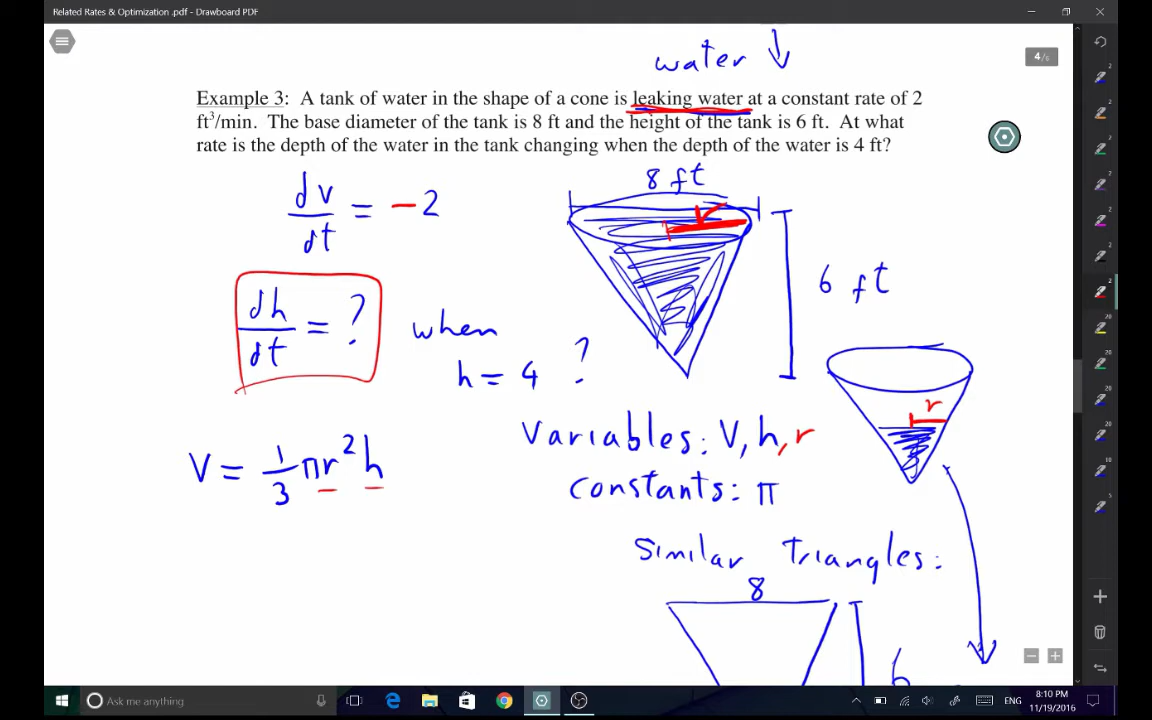 Related Rates & Optimization .pdf - Drawboard PDF
4/6
water
Example 3: A tank of water in the shape of a cone is leaking water at a constant rate of 2
ft³/min. The base diameter of the tank is 8 ft and the height of the tank is 6 ft. At what
rate is the depth of the water in the tank changing when the depth of the water is 4 ft?
8 ft
dv/dt = -2
r
6 ft
dh/dt = ?
when
h = 4 ?
r
Variables: V, h, r
V = 1/3 πr²h
constants: π
Similar Triangles:
8
6
Ask me anything
ENG
8:10 PM
11/19/2016